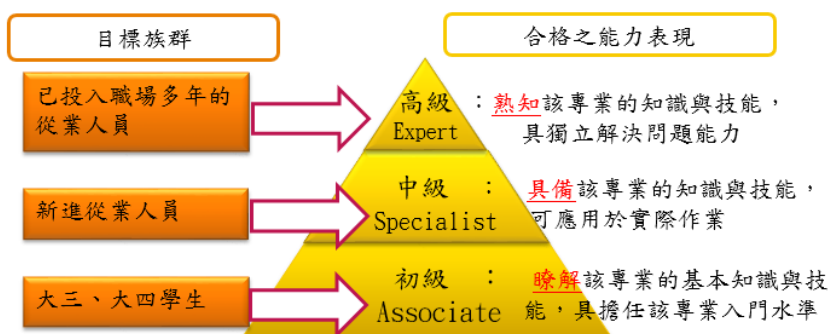 目標族群
合格之能力表現
已投入職場多年的
從業人員
高級
Expert
：熟知該專業的知識與技能，
具獨立解決問題能力
新進從業人員
中級
Specialist
：具備該專業的知識與技能，
可應用於實際作業
大三、大四學生
初級
Associate
：瞭解該專業的基本知識與技
能，具擔任該專業入門水準